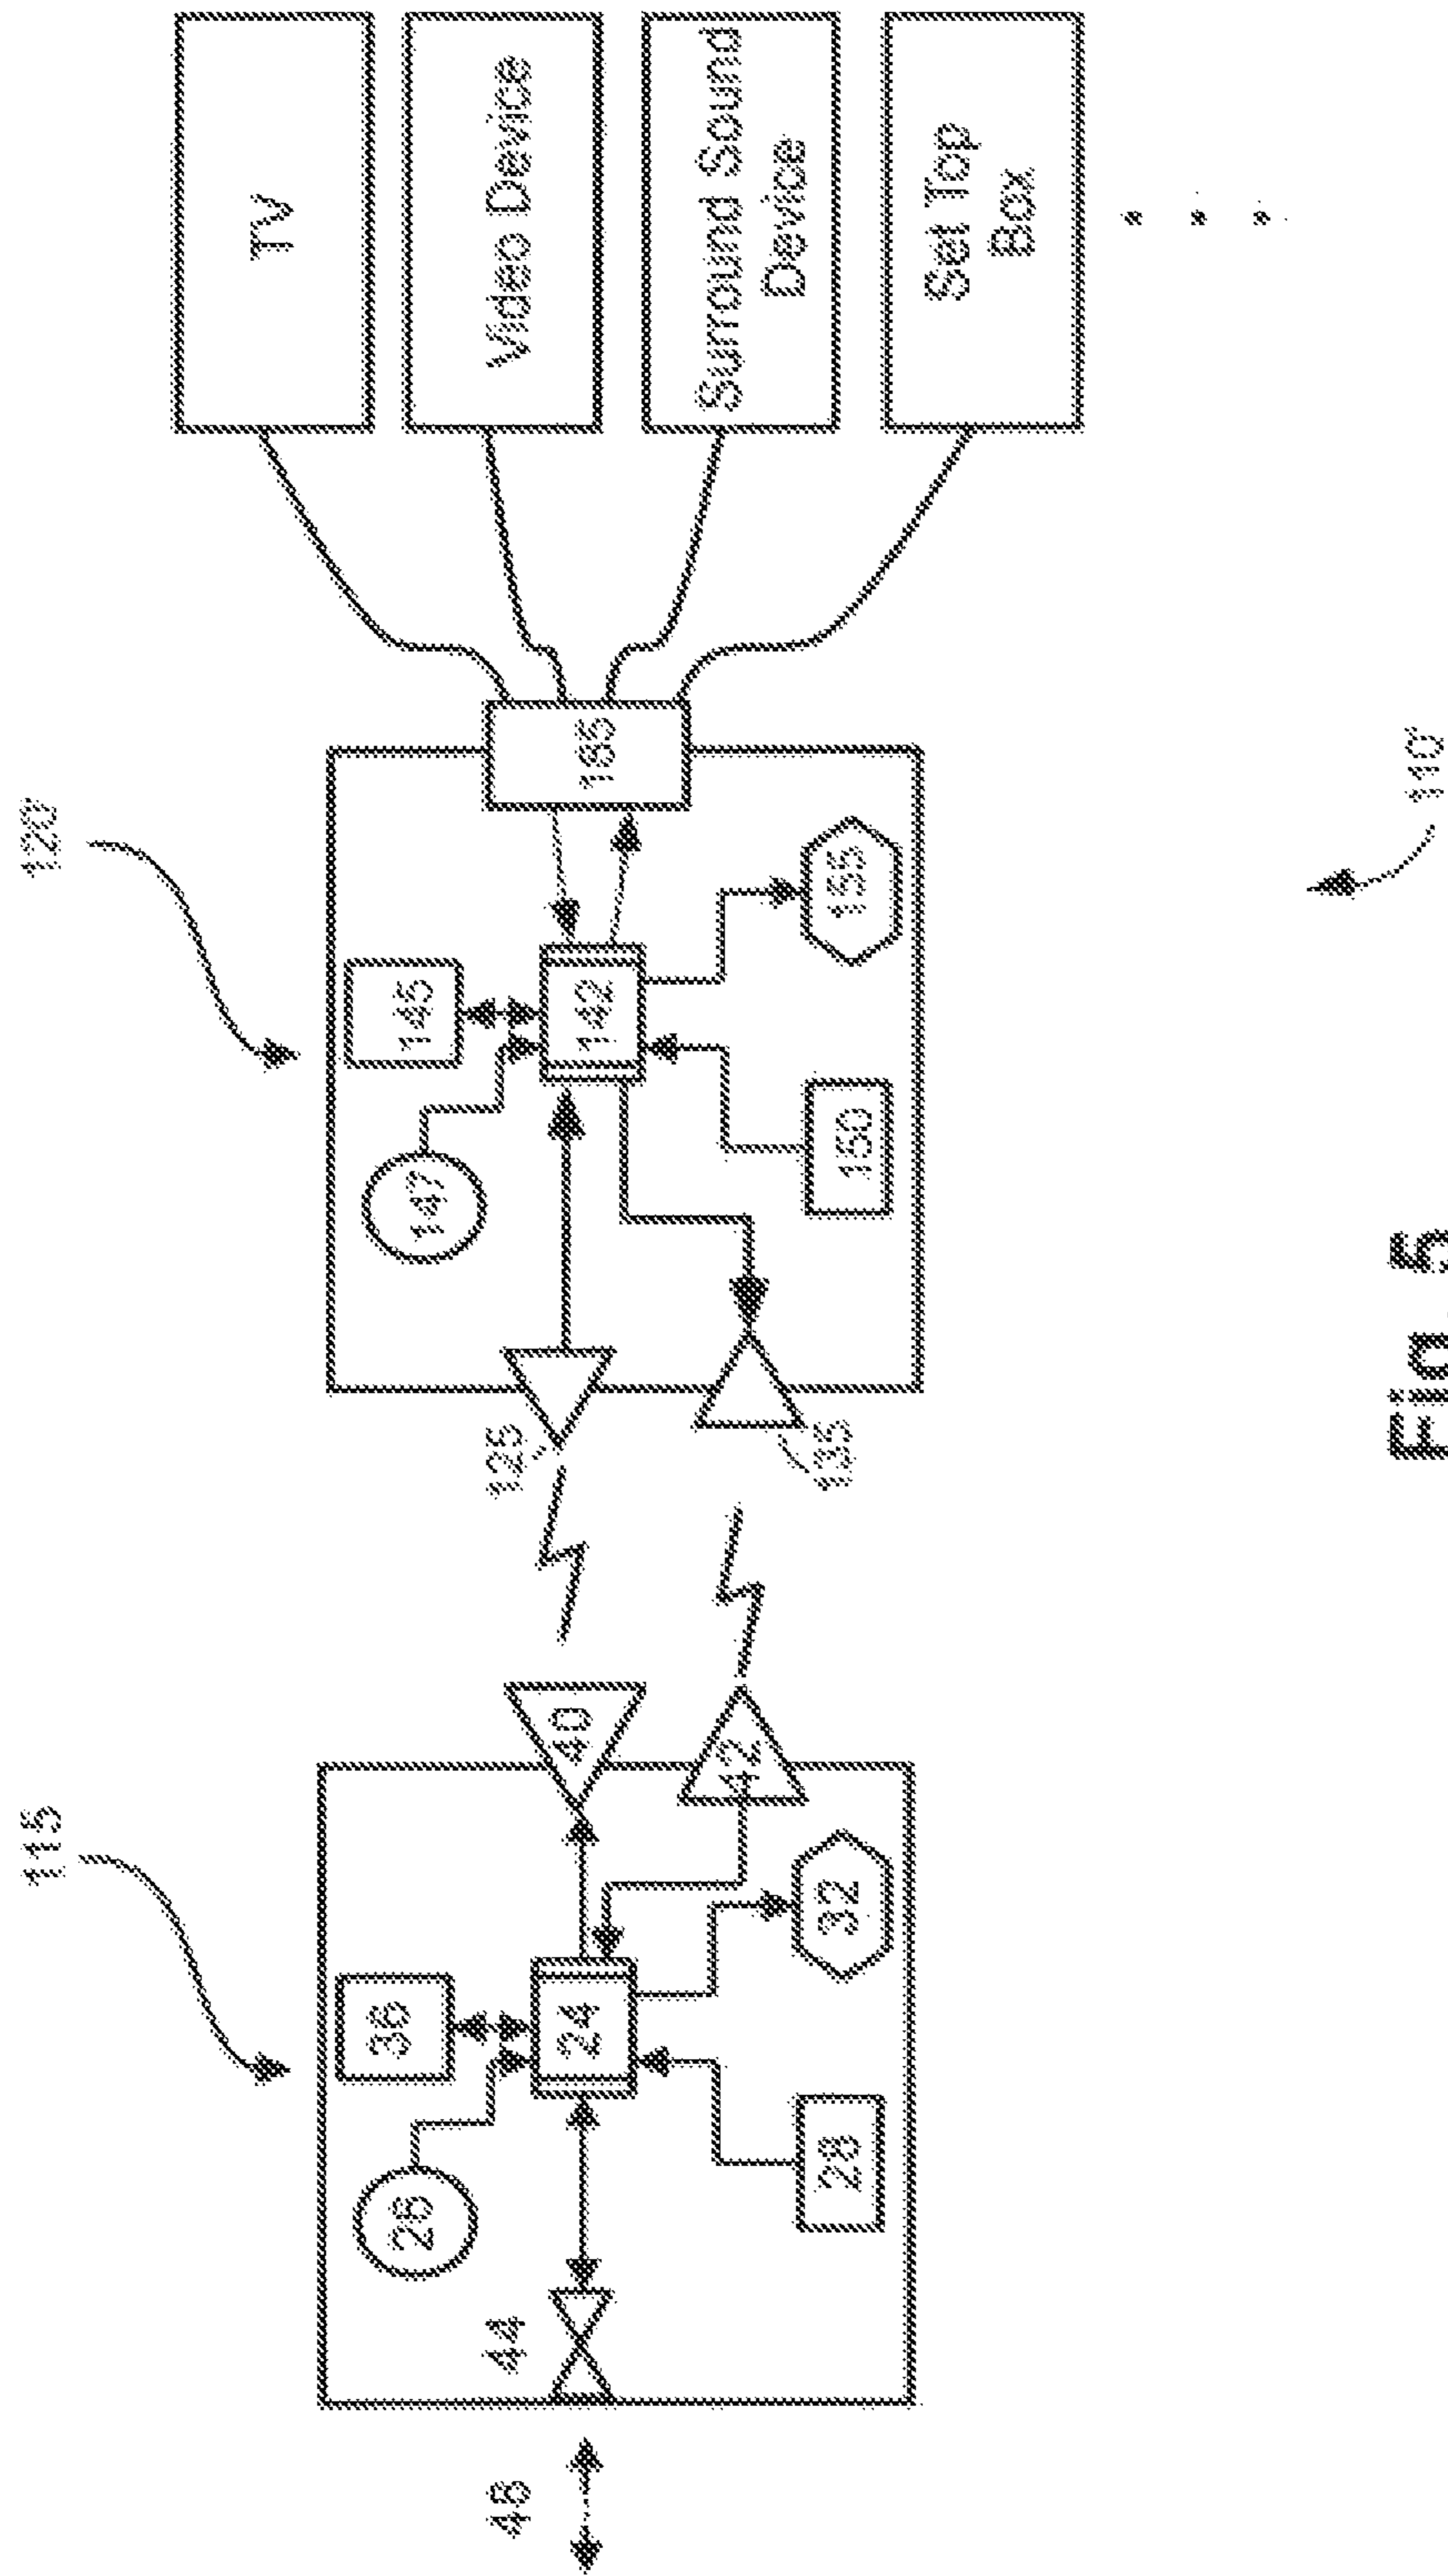 115
120'
TV
36
145
26
147
Video Device
48
44
24
40
125
142
165
Surround Sound
Device
42
28
32
135
150
155
Set Top
Box
110'
Fig. 5